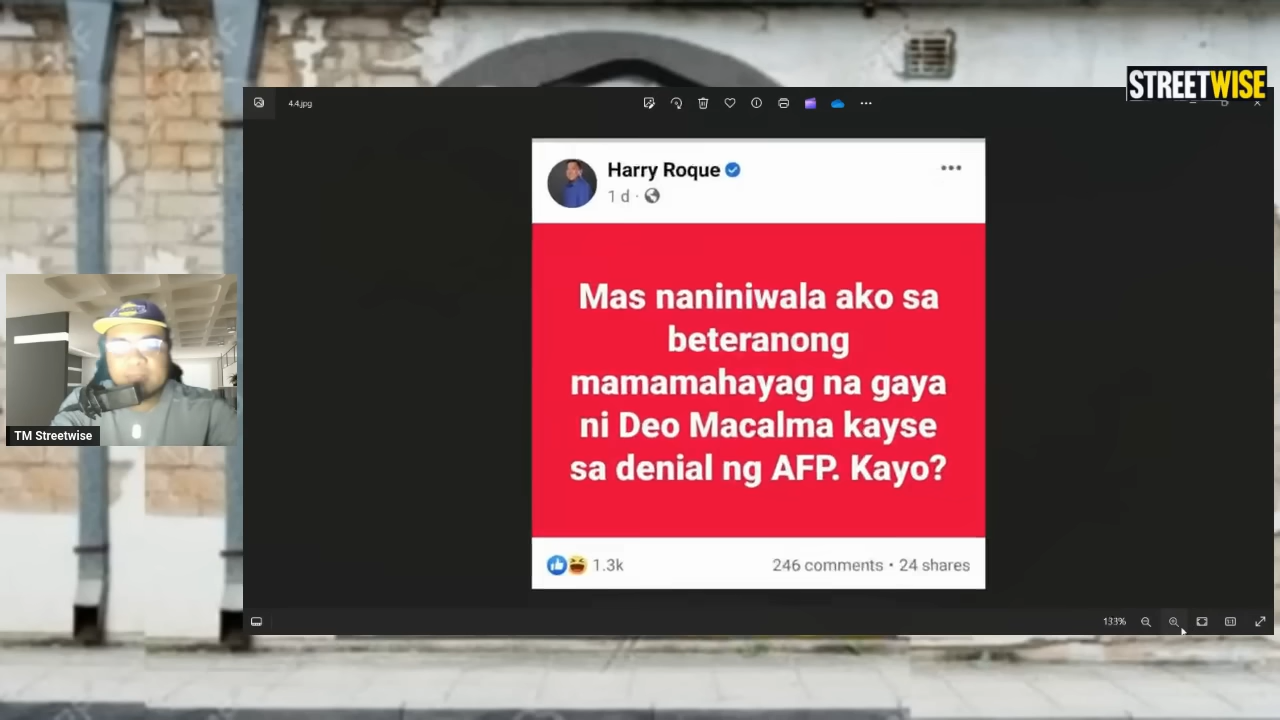 STREETWISE
4.4.jpg
Harry Roque
1 d ·
Mas naniniwala ako sa
beteranong
mamamahayag na gaya
ni Deo Macalma kayse
sa denial ng AFP. Kayo?
1.3k
246 comments • 24 shares
TM Streetwise
133%